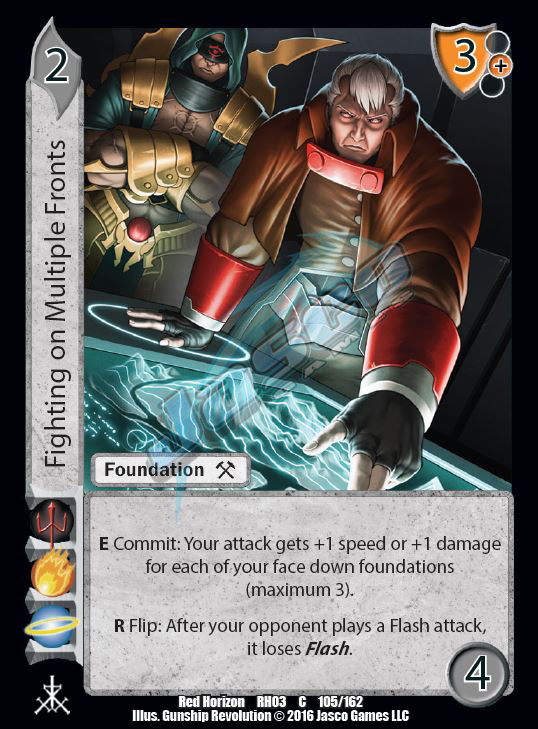 2
3
+
Fighting on Multiple Fronts
Foundation
E Commit: Your attack gets +1 speed or +1 damage
for each of your face down foundations
(maximum 3).
R Flip: After your opponent plays a Flash attack,
it loses Flash.
4
Red Horizon RH03 C 105/162
Illus. Gunship Revolution © 2016 Jasco Games LLC